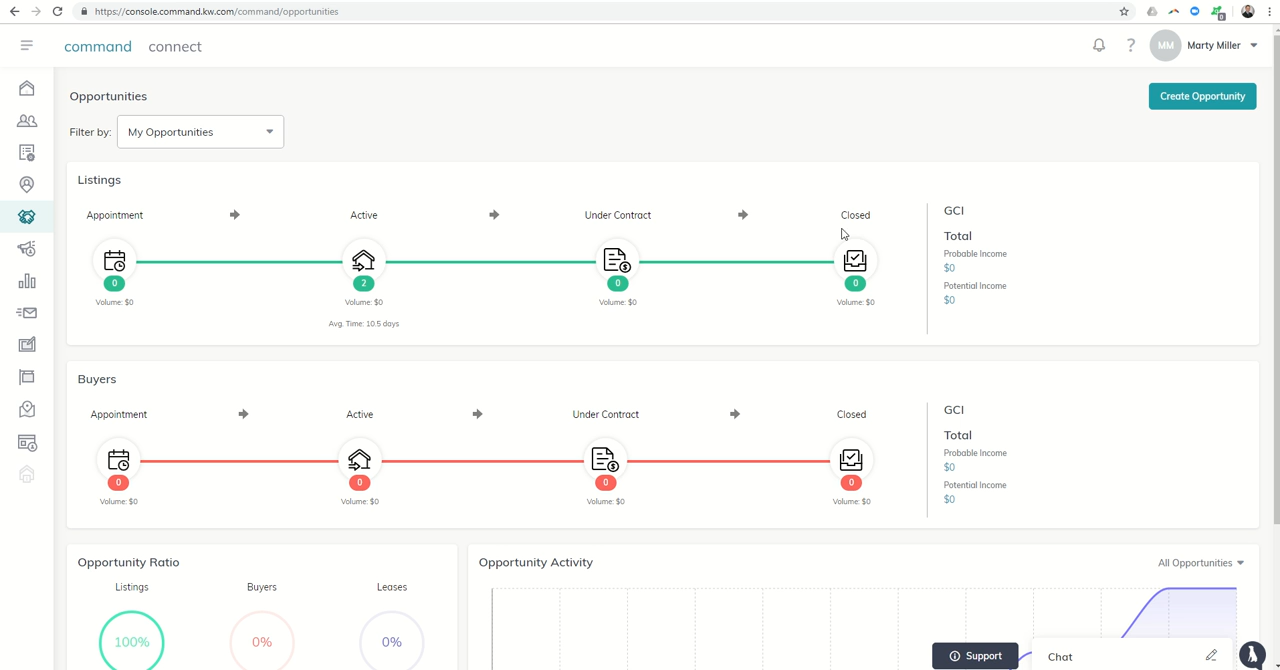 https://console.command.kw.com/command/opportunities
0
command connect
? MM Marty Miller
Opportunities
Create Opportunity
Filter by: My Opportunities
Listings
Appointment Active Under Contract Closed
0 2 0 0
Volume: $0 Volume: $0 Volume: $0 Volume: $0
Avg. Time: 10.5 days
GCI
Total
Probable Income
$0
Potential Income
$0
Buyers
Appointment Active Under Contract Closed
0 0 0 0
Volume: $0 Volume: $0 Volume: $0 Volume: $0
GCI
Total
Probable Income
$0
Potential Income
$0
Opportunity Ratio
Listings Buyers Leases
100% 0% 0%
Opportunity Activity
All Opportunities
Support
Chat